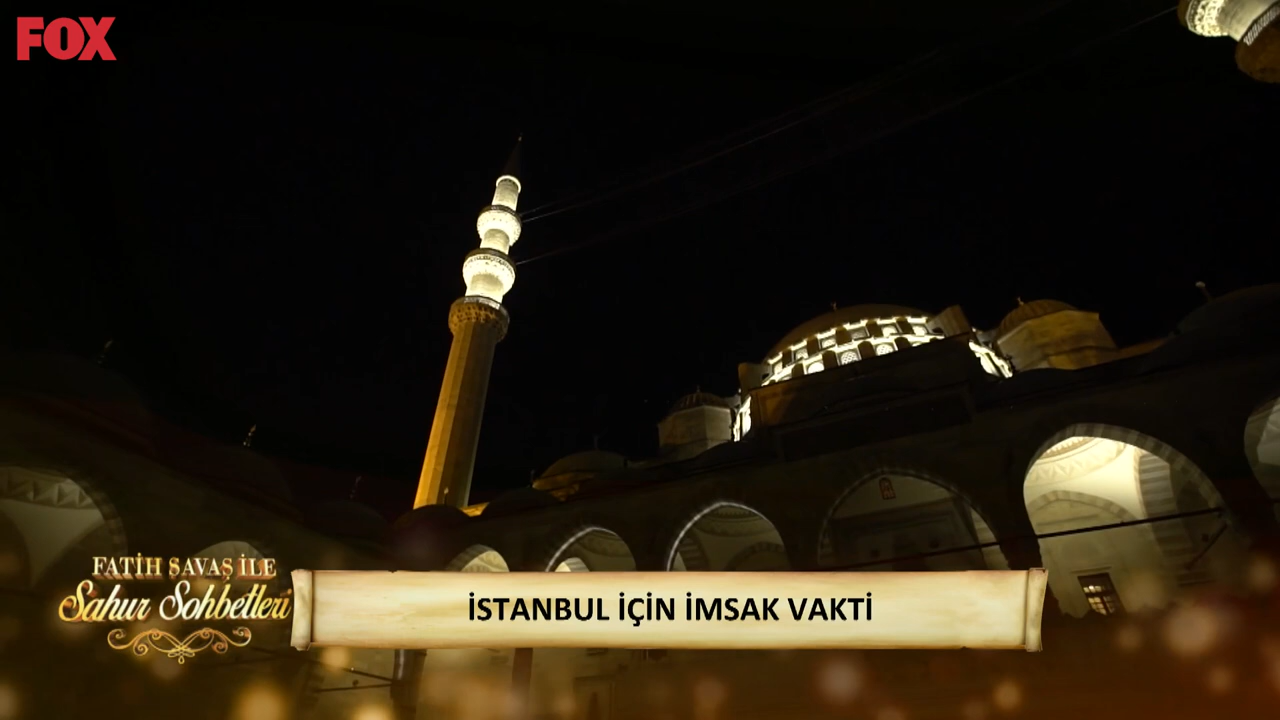 FOX
FATİH SAVAŞ İLE
Sahur Sohbetleri
İSTANBUL İÇİN İMSAK VAKTİ